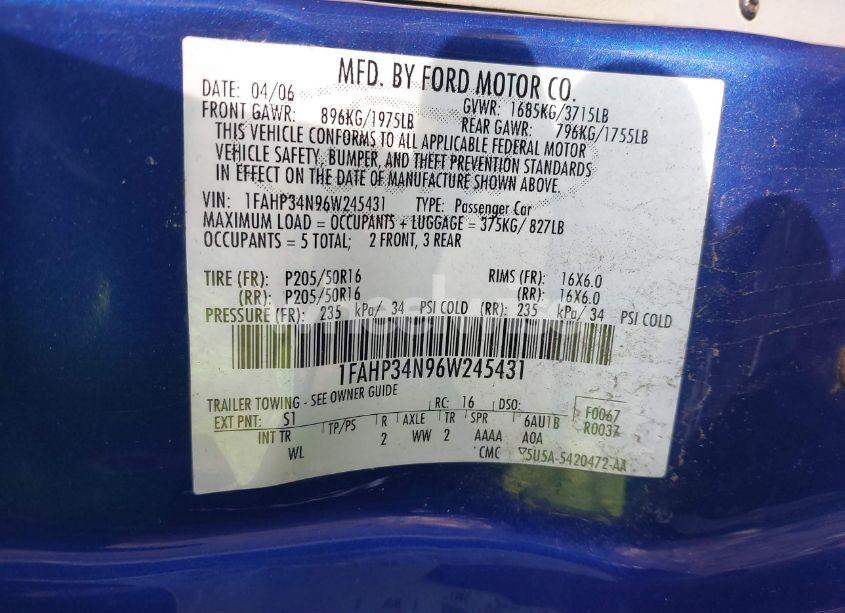 MFD. BY FORD MOTOR CO.
DATE: 04/06 GVWR: 1685KG/3715LB
FRONT GAWR: 896KG/1975LB REAR GAWR: 796KG/1755LB
THIS VEHICLE CONFORMS TO ALL APPLICABLE FEDERAL MOTOR
VEHICLE SAFETY, BUMPER, AND THEFT PREVENTION STANDARDS
IN EFFECT ON THE DATE OF MANUFACTURE SHOWN ABOVE.
VIN: 1FAHP34N96W245431 TYPE: Passenger Car
MAXIMUM LOAD = OCCUPANTS + LUGGAGE = 375KG/ 827LB
OCCUPANTS = 5 TOTAL; 2 FRONT, 3 REAR
TIRE (FR): P205/50R16 RIMS (FR): 16X6.0
(RR): P205/50R16 (RR): 16X6.0
PRESSURE (FR): 235 kPa/ 34 PSI COLD (RR): 235 kPa/ 34 PSI COLD
1FAHP34N96W245431
TRAILER TOWING - SEE OWNER GUIDE RC: 16 DSO: F0067
EXT PNT: S1 R0037
INT TR TP/PS R AXLE TR SPR 6AU1B
WL 2 WW 2 AAAA A0A
CMC 5U5A-5420472-AA